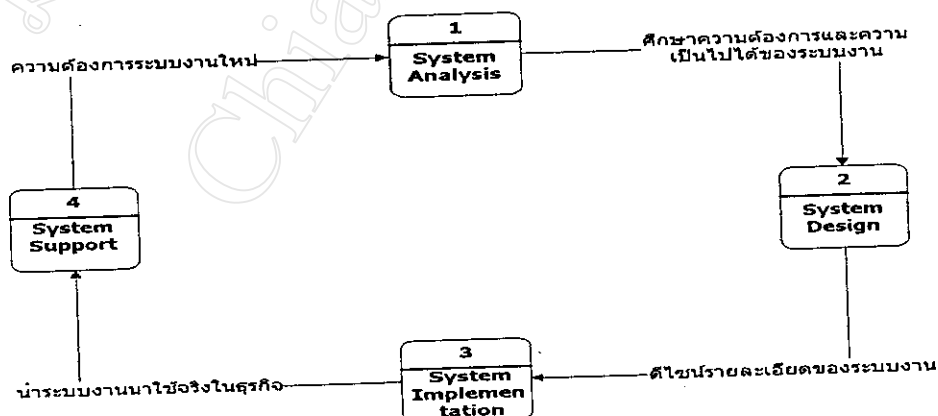 1
System
Analysis
ความต้องการระบบงานใหม่
ศึกษาความต้องการและความ
เป็นไปได้ของระบบงาน
2
System
Design
ดีไซน์รายละเอียดของระบบงาน
3
System
Implemen
tation
นำระบบงานมาใช้จริงในธุรกิจ
4
System
Support
Chia